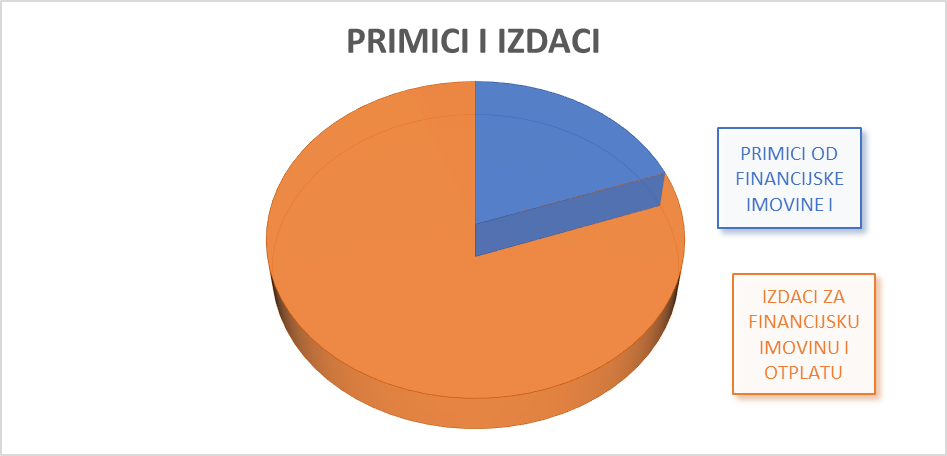 PRIMICI I IZDACI
PRIMICI OD
FINANCIJSKE
IMOVINE I
IZDACI ZA
FINANCIJSKU
IMOVINU I
OTPLATU